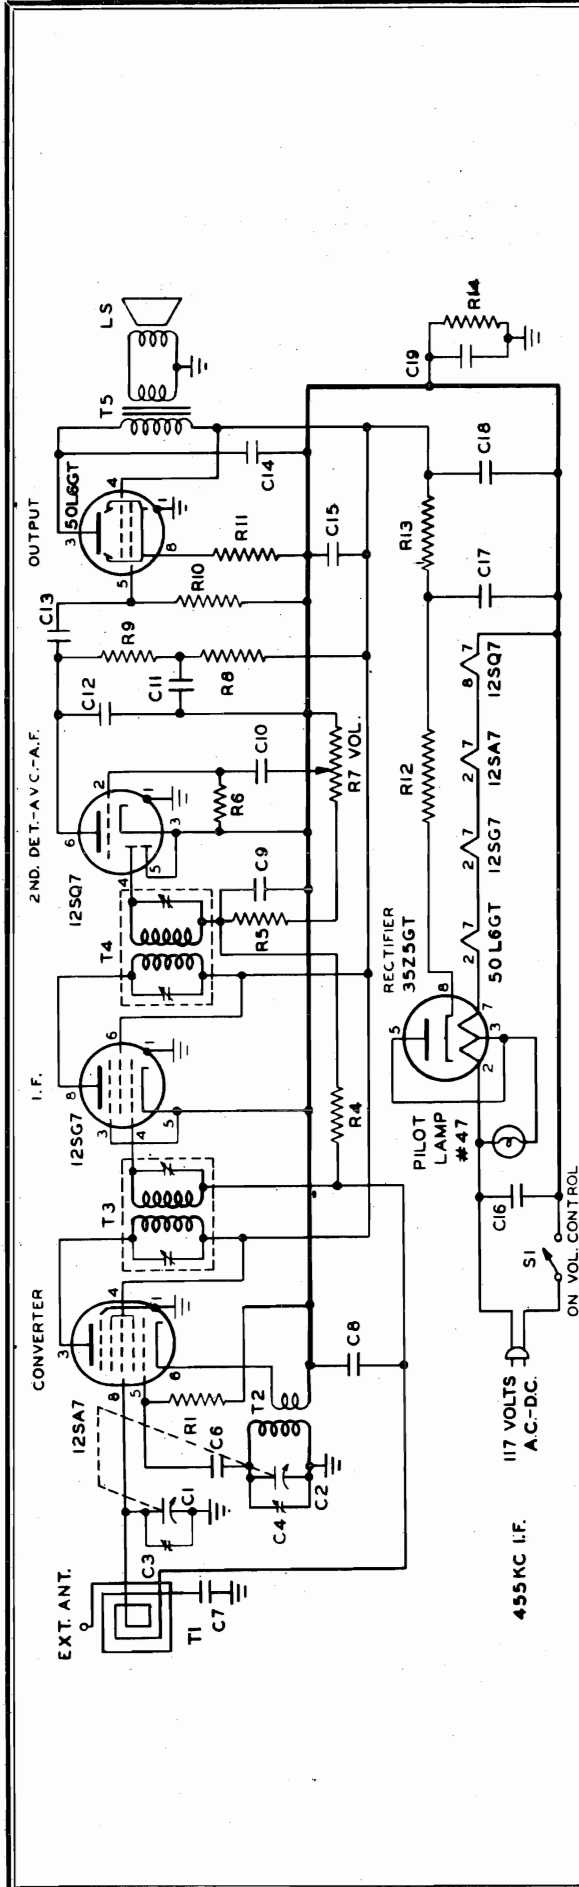 EXT. ANT.
T1
C7
C3
C1
CONVERTER
12SA7
3
4
8
5
6
1
R1
C6
T2
C4
C2
C8
T3
I.F.
12SG7
8
3
4
6
5
1
R4
T4
2ND. DET.-AVC.-A.F.
12SQ7
6
2
4
5
3
1
R5
C9
R6
C10
R7 VOL.
C12
C11
R9
R8
C13
OUTPUT
50L6GT
3
4
5
8
1
R10
R11
C14
C15
T5
LS
C19
R14
455KC I.F.
117 VOLTS
A.C.-D.C.
S1
ON VOL. CONTROL
C16
PILOT
LAMP
#47
RECTIFIER
35Z5GT
5
8
2
3
7
2 7
50L6GT
2 7
12SG7
2 7
12SA7
8 7
12SQ7
R12
R13
C17
C18